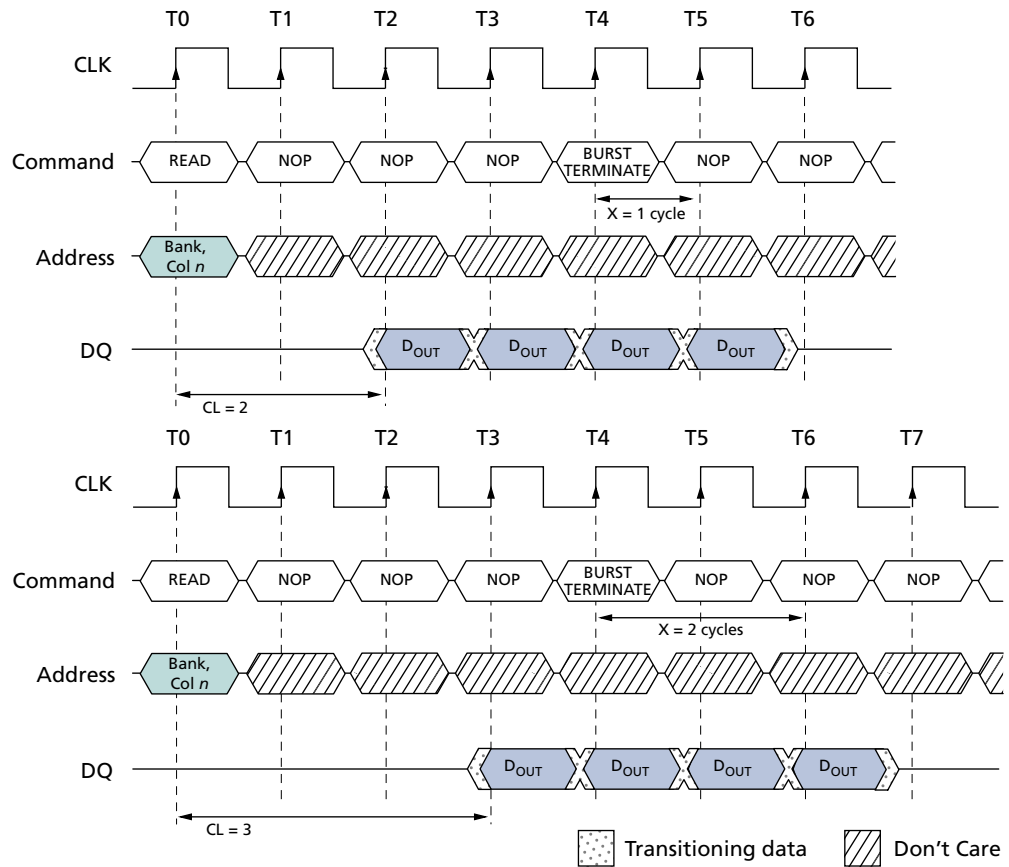 T0 T1 T2 T3 T4 T5 T6
CLK
Command READ NOP NOP NOP BURST TERMINATE NOP NOP
X = 1 cycle
Address Bank, Col n
DQ DOUT DOUT DOUT DOUT
CL = 2
T0 T1 T2 T3 T4 T5 T6 T7
CLK
Command READ NOP NOP NOP BURST TERMINATE NOP NOP NOP
X = 2 cycles
Address Bank, Col n
DQ DOUT DOUT DOUT DOUT
CL = 3
Transitioning data Don't Care